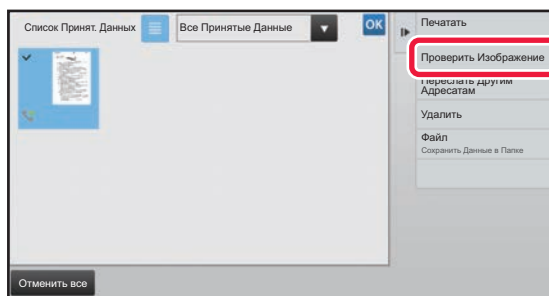 Список Принят. Данных
Все Принятые Данные
OK
Печатать
Проверить Изображение
Переслать Другим
Адресатам
Удалить
Файл
Сохранить Данные в Папке
Отменить все